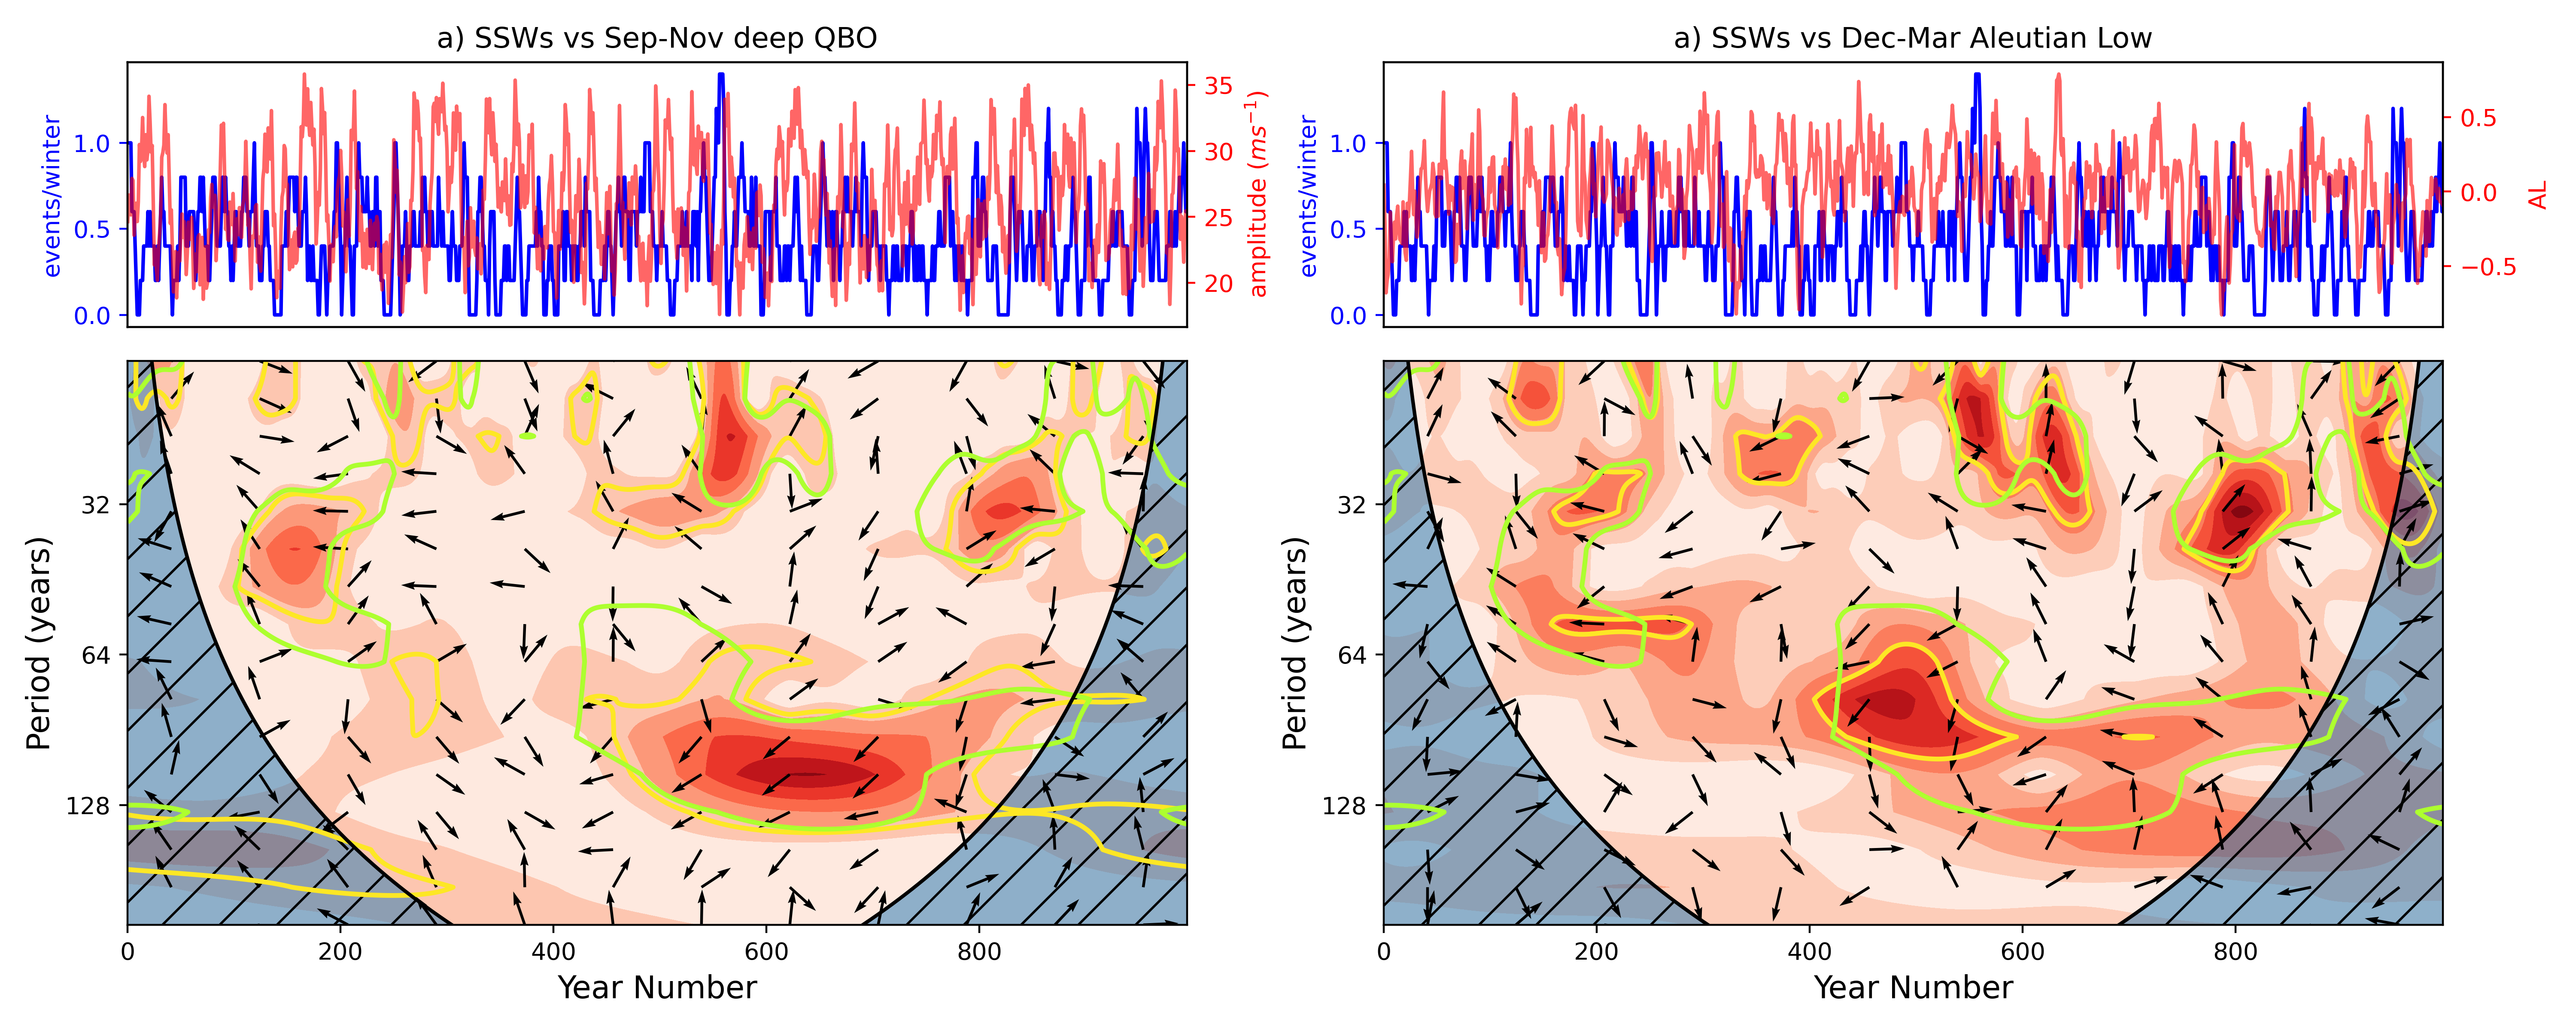 a) SSWs vs Sep-Nov deep QBO
events/winter
1.0
0.5
0.0
35
30
25
20
amplitude (ms⁻¹)
Period (years)
32
64
128
0 200 400 600 800
Year Number
a) SSWs vs Dec-Mar Aleutian Low
events/winter
1.0
0.5
0.0
0.5
0.0
−0.5
AL
Period (years)
32
64
128
0 200 400 600 800
Year Number